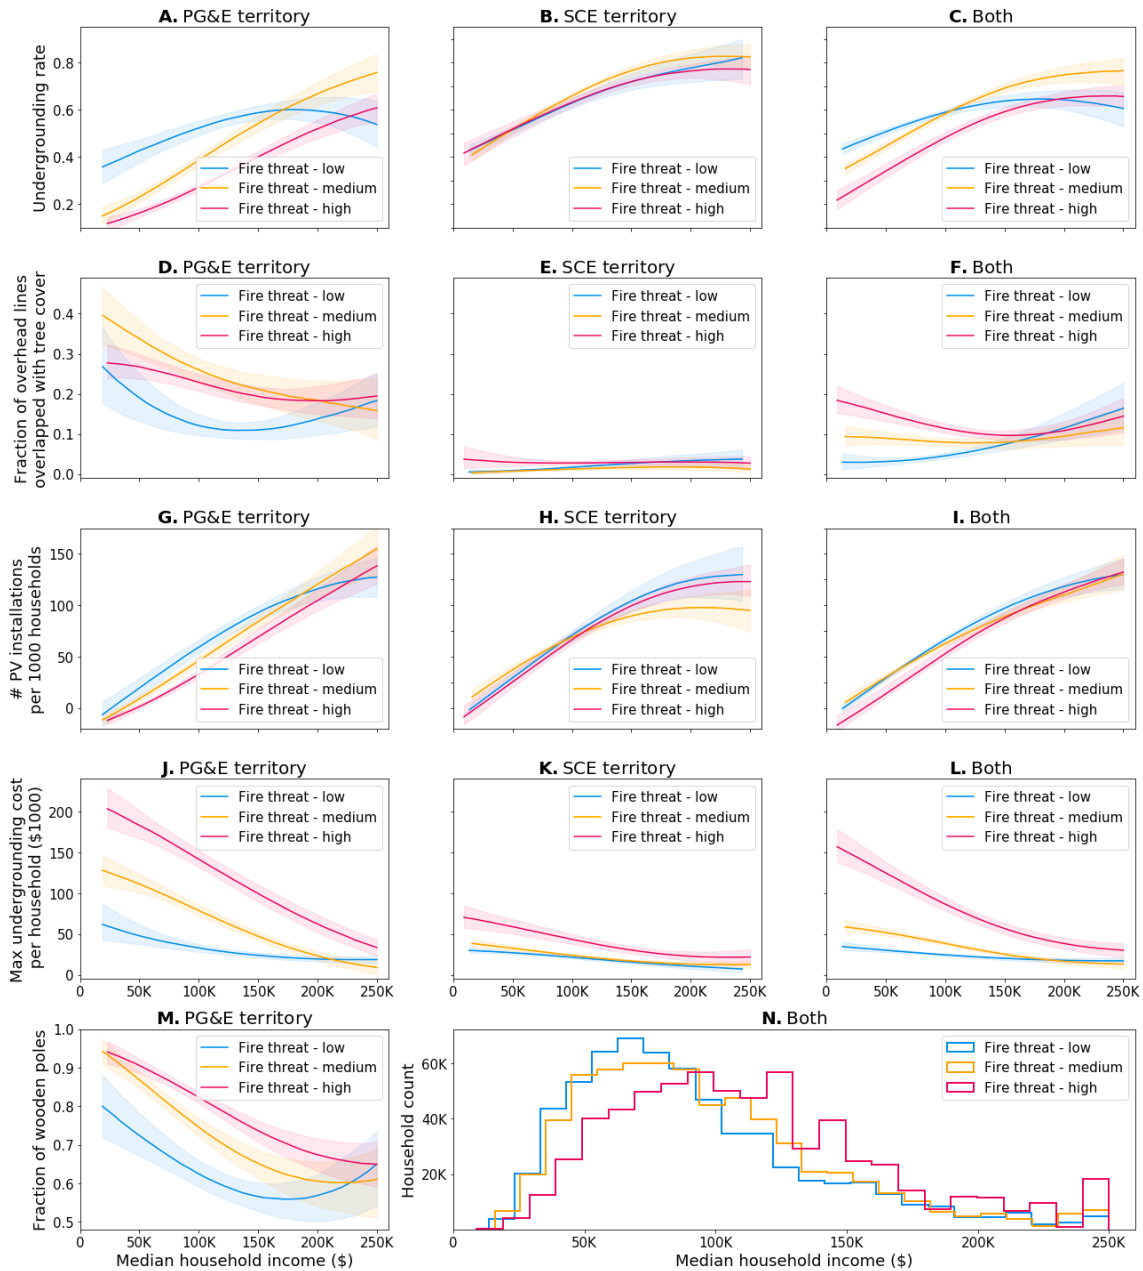 A. PG&E territory
B. SCE territory
C. Both
Undergrounding rate
0.8
0.6
0.4
0.2
Fire threat - low
Fire threat - medium
Fire threat - high
Fire threat - low
Fire threat - medium
Fire threat - high
Fire threat - low
Fire threat - medium
Fire threat - high
D. PG&E territory
E. SCE territory
F. Both
Fraction of overhead lines
overlapped with tree cover
0.4
0.3
0.2
0.1
0.0
Fire threat - low
Fire threat - medium
Fire threat - high
Fire threat - low
Fire threat - medium
Fire threat - high
Fire threat - low
Fire threat - medium
Fire threat - high
G. PG&E territory
H. SCE territory
I. Both
# PV installations
per 1000 households
150
100
50
0
Fire threat - low
Fire threat - medium
Fire threat - high
Fire threat - low
Fire threat - medium
Fire threat - high
Fire threat - low
Fire threat - medium
Fire threat - high
0
0
0
J. PG&E territory
K. SCE territory
L. Both
Max undergrounding cost
per household ($1000)
200
150
100
50
0
Fire threat - low
Fire threat - medium
Fire threat - high
Fire threat - low
Fire threat - medium
Fire threat - high
Fire threat - low
Fire threat - medium
Fire threat - high
0 50K 100K 150K 200K 250K
0 50K 100K 150K 200K 250K
0 50K 100K 150K 200K 250K
M. PG&E territory
N. Both
Fraction of wooden poles
1.0
0.9
0.8
0.7
0.6
0.5
Fire threat - low
Fire threat - medium
Fire threat - high
0 50K 100K 150K 200K 250K
Median household income ($)
Household count
60K
40K
20K
Fire threat - low
Fire threat - medium
Fire threat - high
0 50K 100K 150K 200K 250K
Median household income ($)